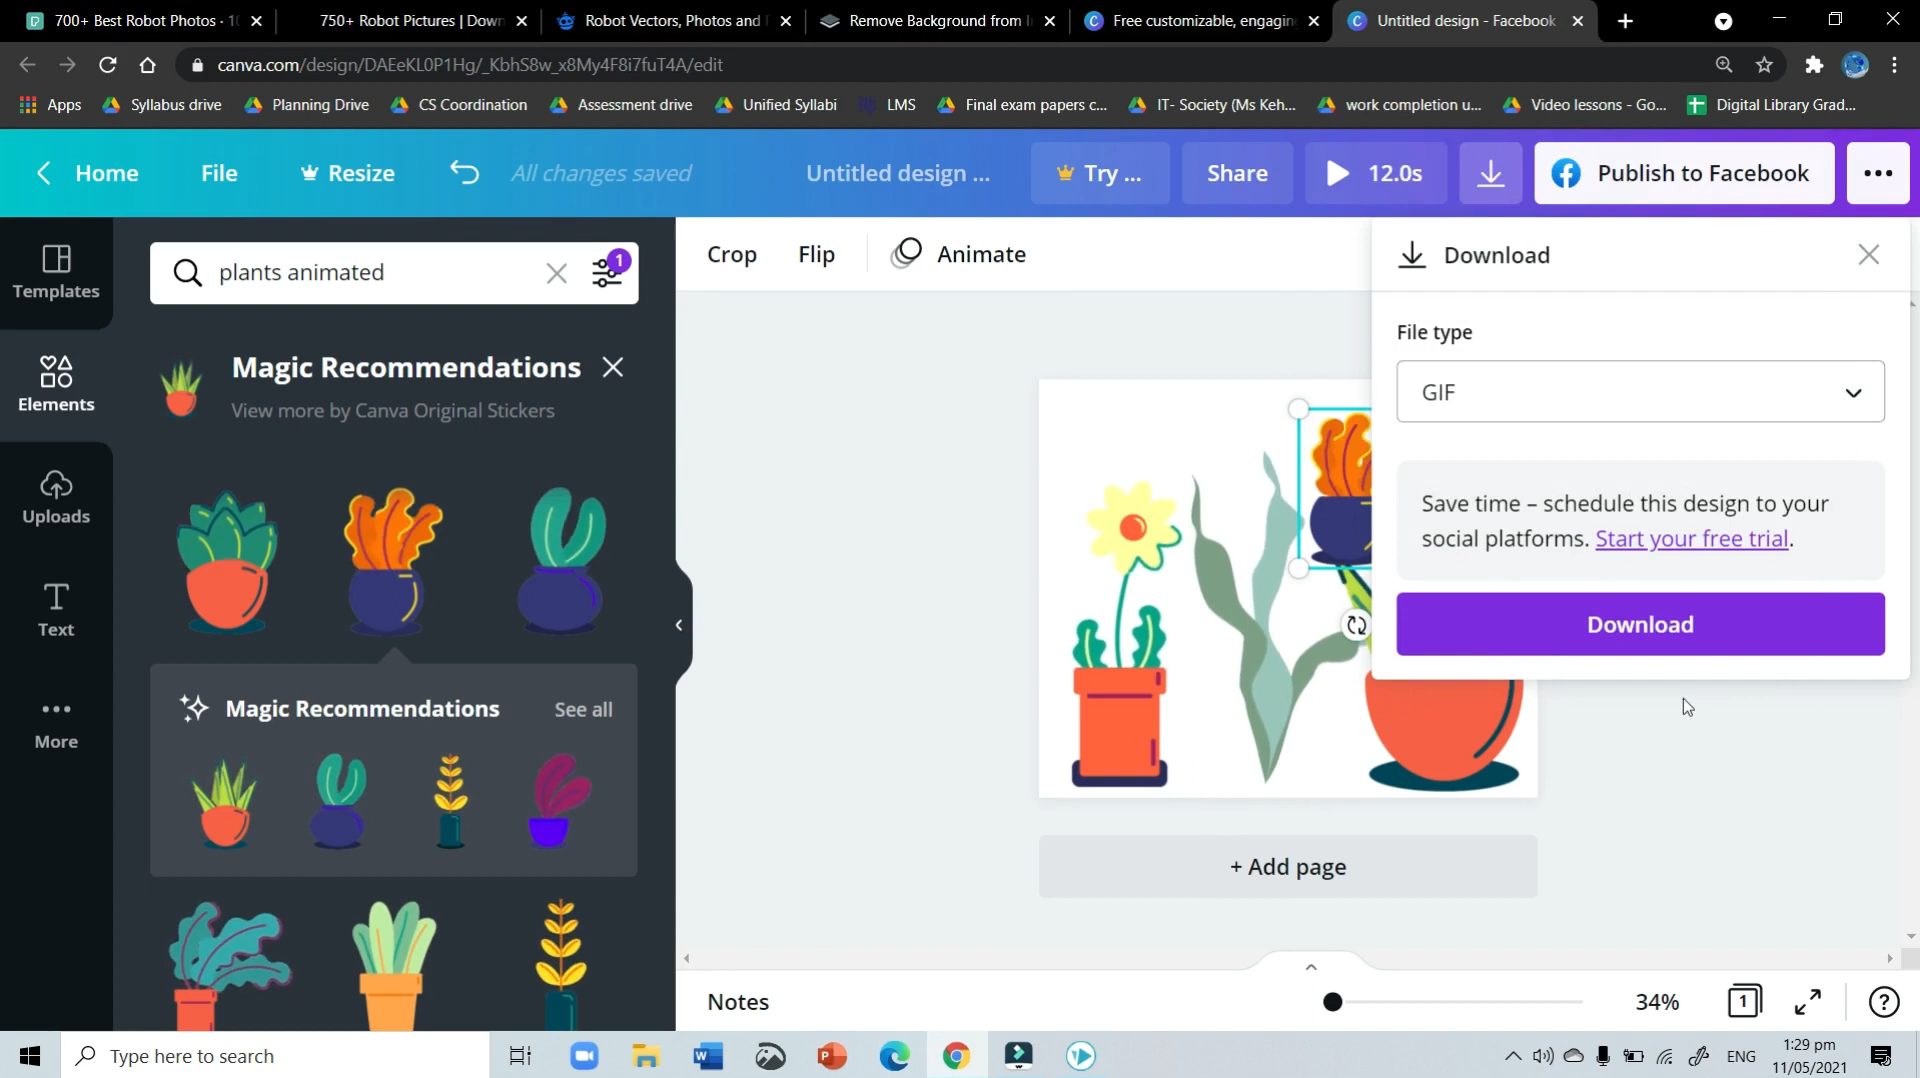 700+ Best Robot Photos · 1
750+ Robot Pictures | Down
Robot Vectors, Photos and
Remove Background from I
Free customizable, engagin
Untitled design - Facebook
canva.com/design/DAEeKL0P1Hg/_KbhS8w_x8My4F8i7fuT4A/edit
Apps
Syllabus drive
Planning Drive
CS Coordination
Assessment drive
Unified Syllabi
LMS
Final exam papers c...
IT- Society (Ms Keh...
work completion u...
Video lessons - Go...
Digital Library Grad...
Home
File
Resize
All changes saved
Untitled design ...
Try ...
Share
12.0s
Publish to Facebook
Templates
Elements
Uploads
Text
More
plants animated
1
Magic Recommendations
View more by Canva Original Stickers
Magic Recommendations
See all
Crop
Flip
Animate
Download
File type
GIF
Save time – schedule this design to your
social platforms. Start your free trial.
Download
+ Add page
Notes
34%
1
Type here to search
ENG
1:29 pm
11/05/2021